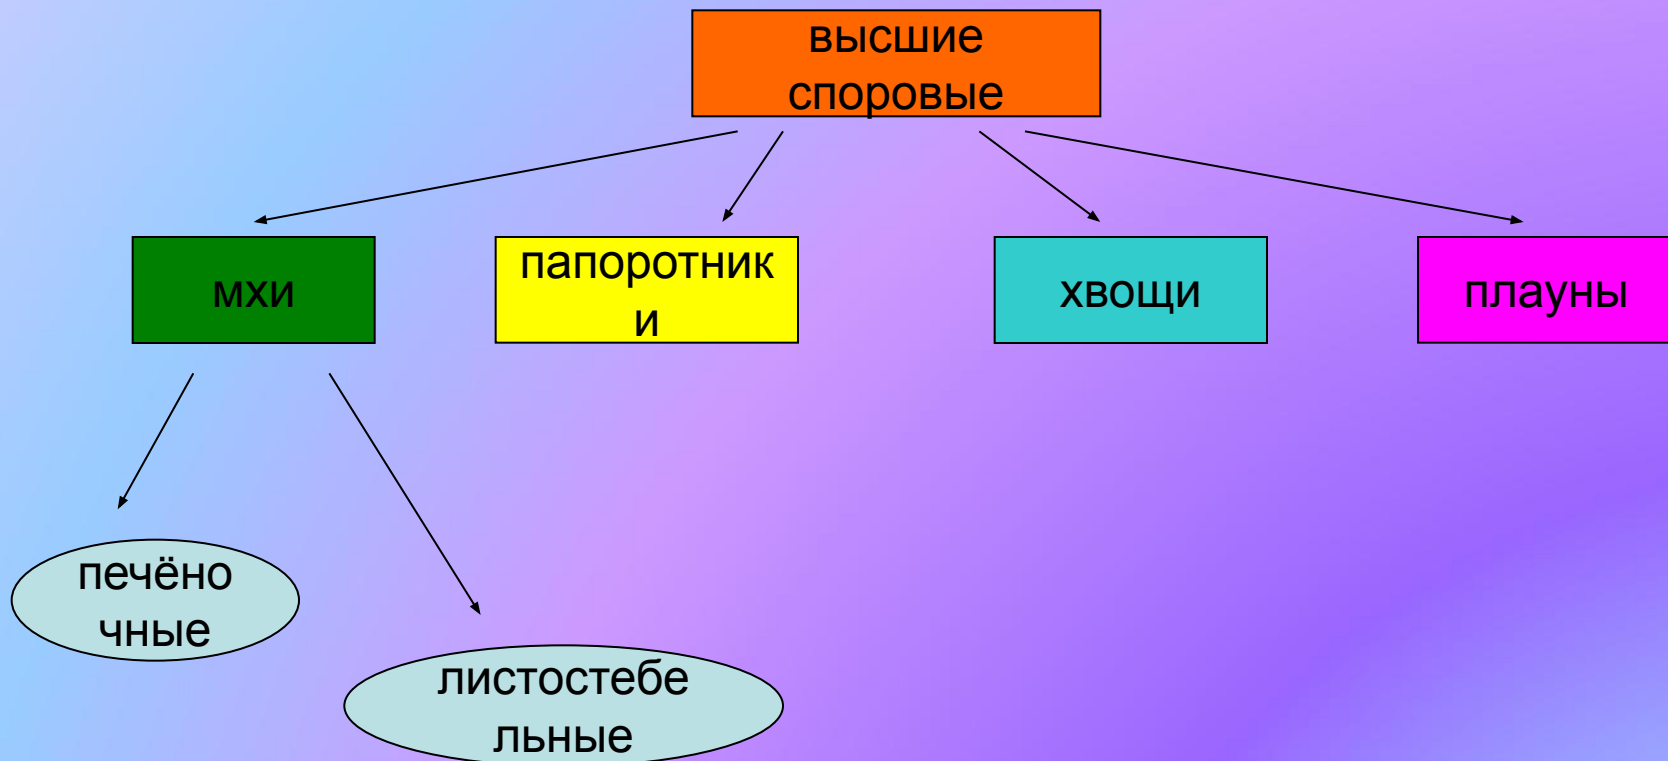 высшие
споровые
мхи
папоротник
и
хвощи
плауны
печёно
чные
листостебе
льные